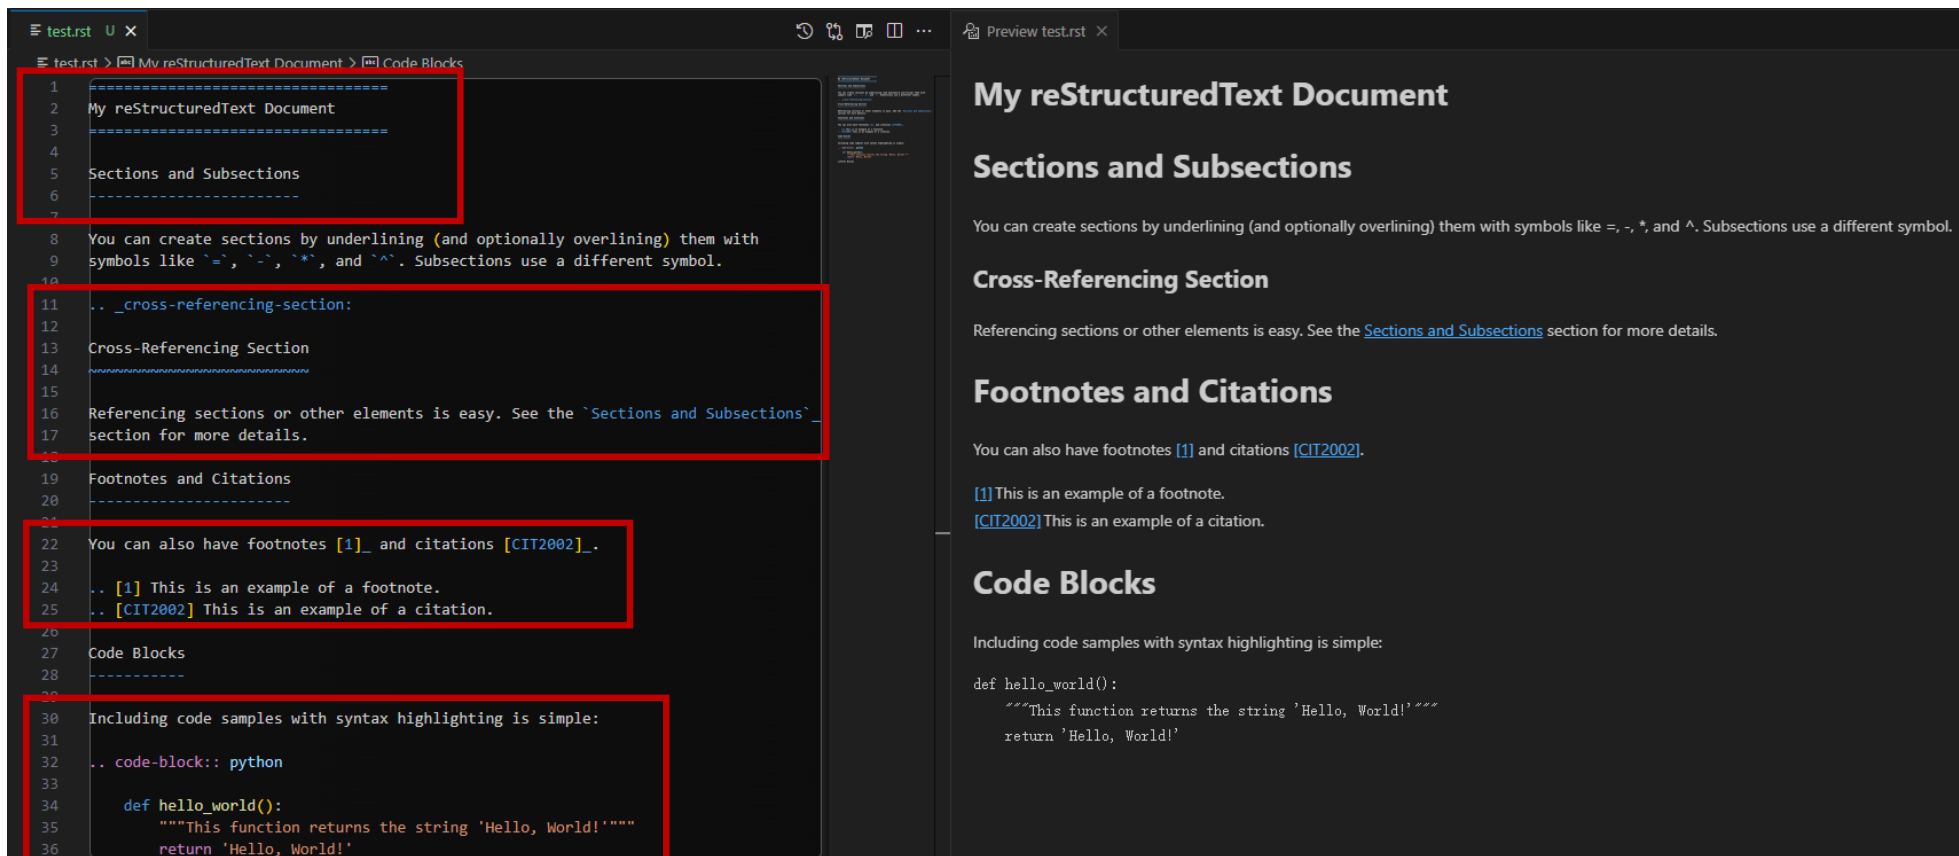 test.rst U
Preview test.rst
test.rst > My reStructuredText Document > Code Blocks
1 ==================================
2 My reStructuredText Document
3 ==================================
4
5 Sections and Subsections
6 ------------------------
7
8 You can create sections by underlining (and optionally overlining) them with
9 symbols like `=`, `-`, `*`, and `^`. Subsections use a different symbol.
10
11 .. _cross-referencing-section:
12
13 Cross-Referencing Section
14 ~~~~~~~~~~~~~~~~~~~~~~~~~
15
16 Referencing sections or other elements is easy. See the `Sections and Subsections`_
17 section for more details.
18
19 Footnotes and Citations
20 -----------------------
21
22 You can also have footnotes [1]_ and citations [CIT2002]_.
23
24 .. [1] This is an example of a footnote.
25 .. [CIT2002] This is an example of a citation.
26
27 Code Blocks
28 -----------
29
30 Including code samples with syntax highlighting is simple:
31
32 .. code-block:: python
33
34 def hello_world():
35 """This function returns the string 'Hello, World!'"""
36 return 'Hello, World!'
My reStructuredText Document
Sections and Subsections
You can create sections by underlining (and optionally overlining) them with symbols like =, -, *, and ^. Subsections use a different symbol.
Cross-Referencing Section
Referencing sections or other elements is easy. See the Sections and Subsections section for more details.
Footnotes and Citations
You can also have footnotes [1] and citations [CIT2002].
[1] This is an example of a footnote.
[CIT2002] This is an example of a citation.
Code Blocks
Including code samples with syntax highlighting is simple:
def hello_world():
"""This function returns the string 'Hello, World!'"""
return 'Hello, World!'